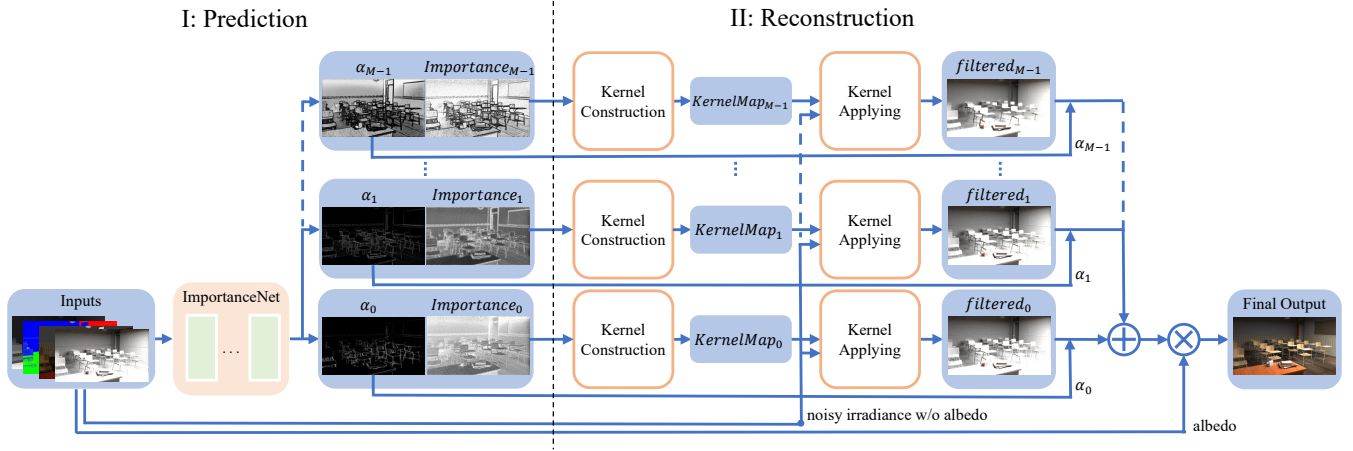 I: Prediction
II: Reconstruction
α_{M−1} Importance_{M−1}
Kernel
Construction
KernelMap_{M−1}
Kernel
Applying
filtered_{M−1}
α_{M−1}
α_1 Importance_1
Kernel
Construction
KernelMap_1
Kernel
Applying
filtered_1
α_1
Inputs
ImportanceNet
...
α_0 Importance_0
Kernel
Construction
KernelMap_0
Kernel
Applying
filtered_0
α_0
Final Output
noisy irradiance w/o albedo
albedo